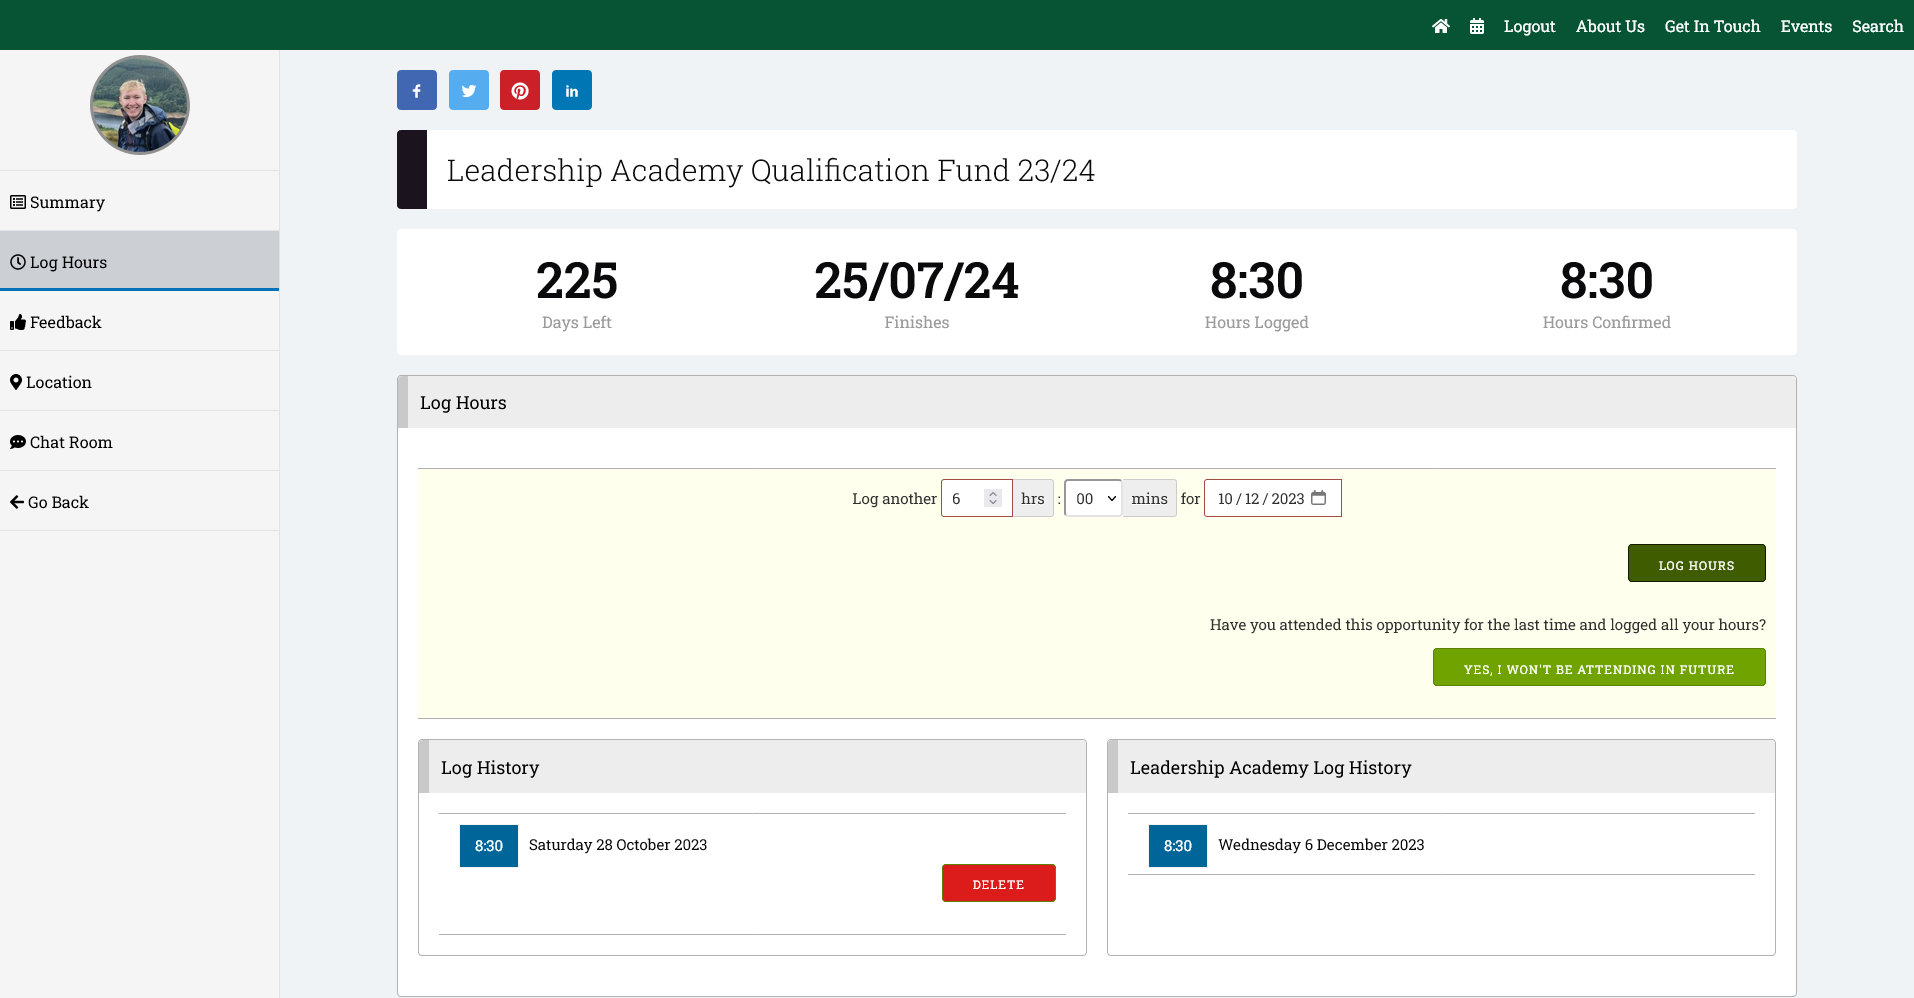 Logout About Us Get In Touch Events Search
Summary
Log Hours
Feedback
Location
Chat Room
Go Back
Leadership Academy Qualification Fund 23/24
225
Days Left
25/07/24
Finishes
8:30
Hours Logged
8:30
Hours Confirmed
Log Hours
Log another 6 hrs : 00 mins for 10 / 12 / 2023
LOG HOURS
Have you attended this opportunity for the last time and logged all your hours?
YES, I WON'T BE ATTENDING IN FUTURE
Log History
8:30 Saturday 28 October 2023
DELETE
Leadership Academy Log History
8:30 Wednesday 6 December 2023